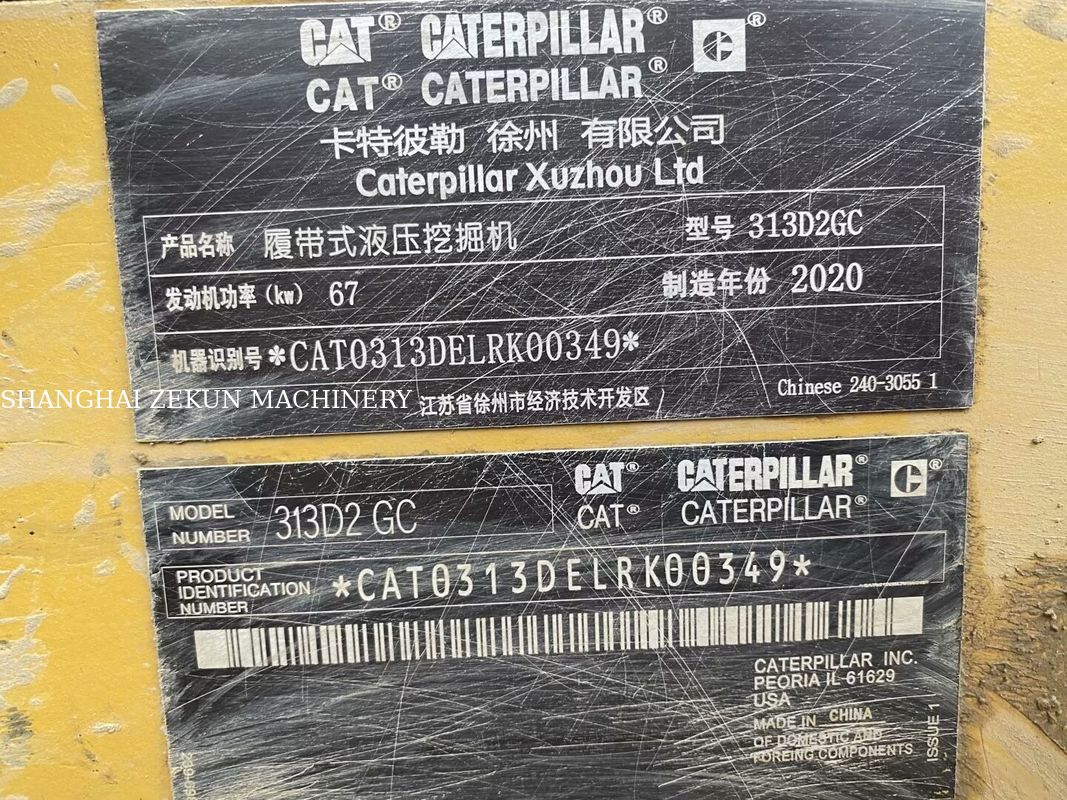 CAT® CATERPILLAR® C®
CAT® CATERPILLAR®
卡特彼勒 徐州 有限公司
Caterpillar Xuzhou Ltd
产品名称 履带式液压挖掘机 型号 313D2GC
发动机功率(kw) 67 制造年份 2020
机器识别号 *CAT0313DELRK00349*
江苏省徐州市经济技术开发区 Chinese 240-3055 1
SHANGHAI ZEKUN MACHINERY
CAT® CATERPILLAR® C®
CAT® CATERPILLAR®
MODEL
NUMBER 313D2 GC
PRODUCT
IDENTIFICATION
NUMBER *CAT0313DELRK00349*
CATERPILLAR INC.
PEORIA IL 61629
USA
MADE IN CHINA
OF DOMESTIC AND
FOREING COMPONENTS
ISSUE 1